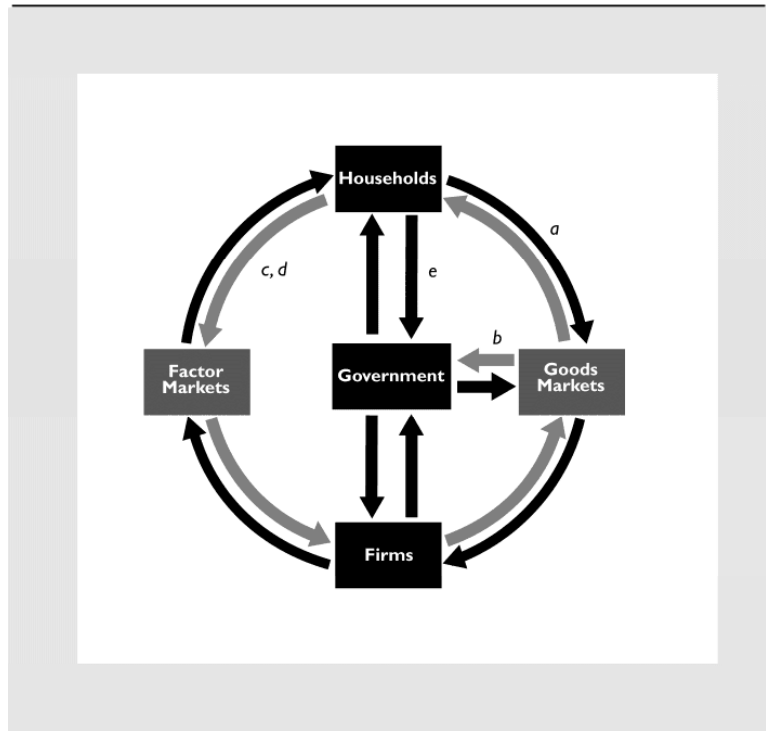 Households
a
c, d
e
b
Factor
Markets
Government
Goods
Markets
Firms